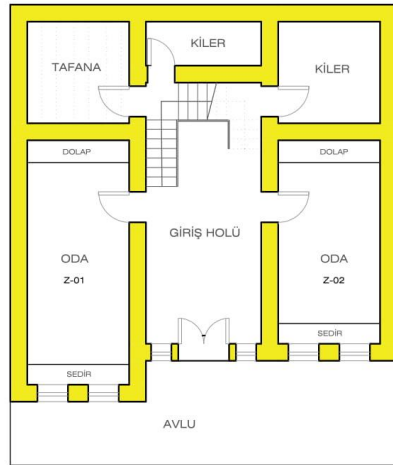 KİLER
TAFANA
KİLER
DOLAP
DOLAP
GİRİŞ HOLÜ
ODA
Z-01
ODA
Z-02
SEDİR
SEDİR
AVLU